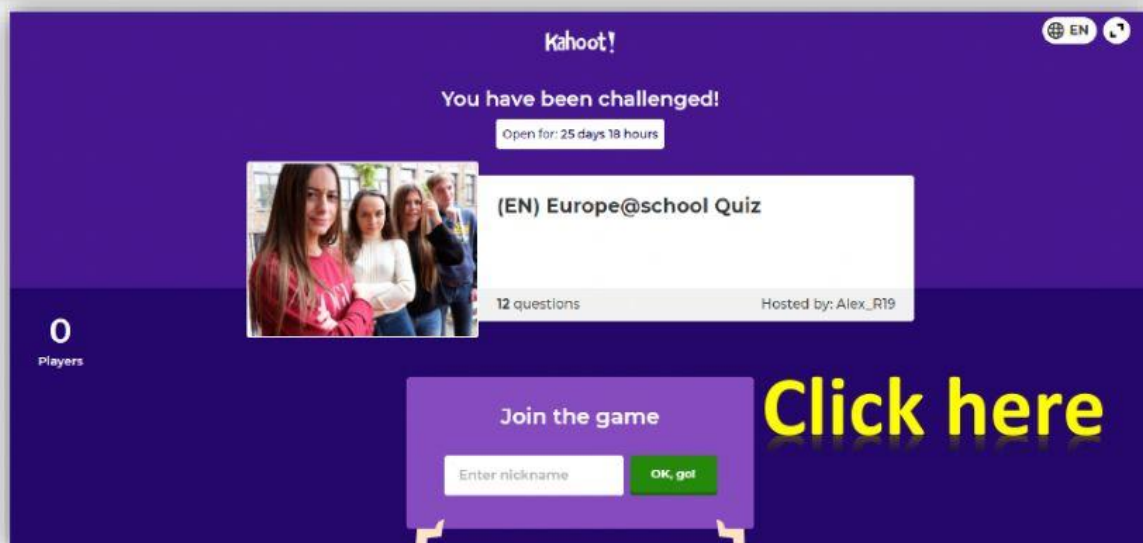 Kahoot!
EN
You have been challenged!
Open for: 25 days 18 hours
(EN) Europe@school Quiz
12 questions
Hosted by: Alex_R19
0
Players
Join the game
Enter nickname
OK, go!
Click here